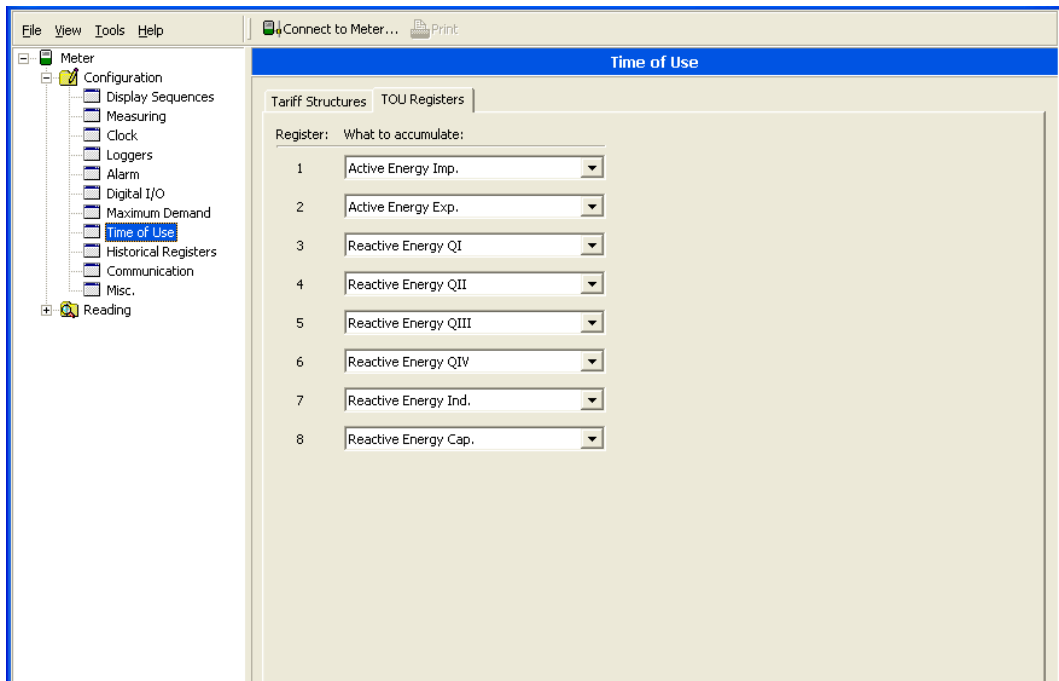 File View Tools Help
Connect to Meter... Print
Meter
Configuration
Display Sequences
Measuring
Clock
Loggers
Alarm
Digital I/O
Maximum Demand
Time of Use
Historical Registers
Communication
Misc.
Reading
Time of Use
Tariff Structures TOU Registers
Register: What to accumulate:
1 Active Energy Imp.
2 Active Energy Exp.
3 Reactive Energy QI
4 Reactive Energy QII
5 Reactive Energy QIII
6 Reactive Energy QIV
7 Reactive Energy Ind.
8 Reactive Energy Cap.